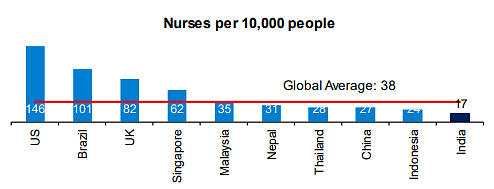 Nurses per 10,000 people
Global Average: 38
146 101 82 62 35 31 28 27 24 17
US Brazil UK Singapore Malaysia Nepal Thailand China Indonesia India